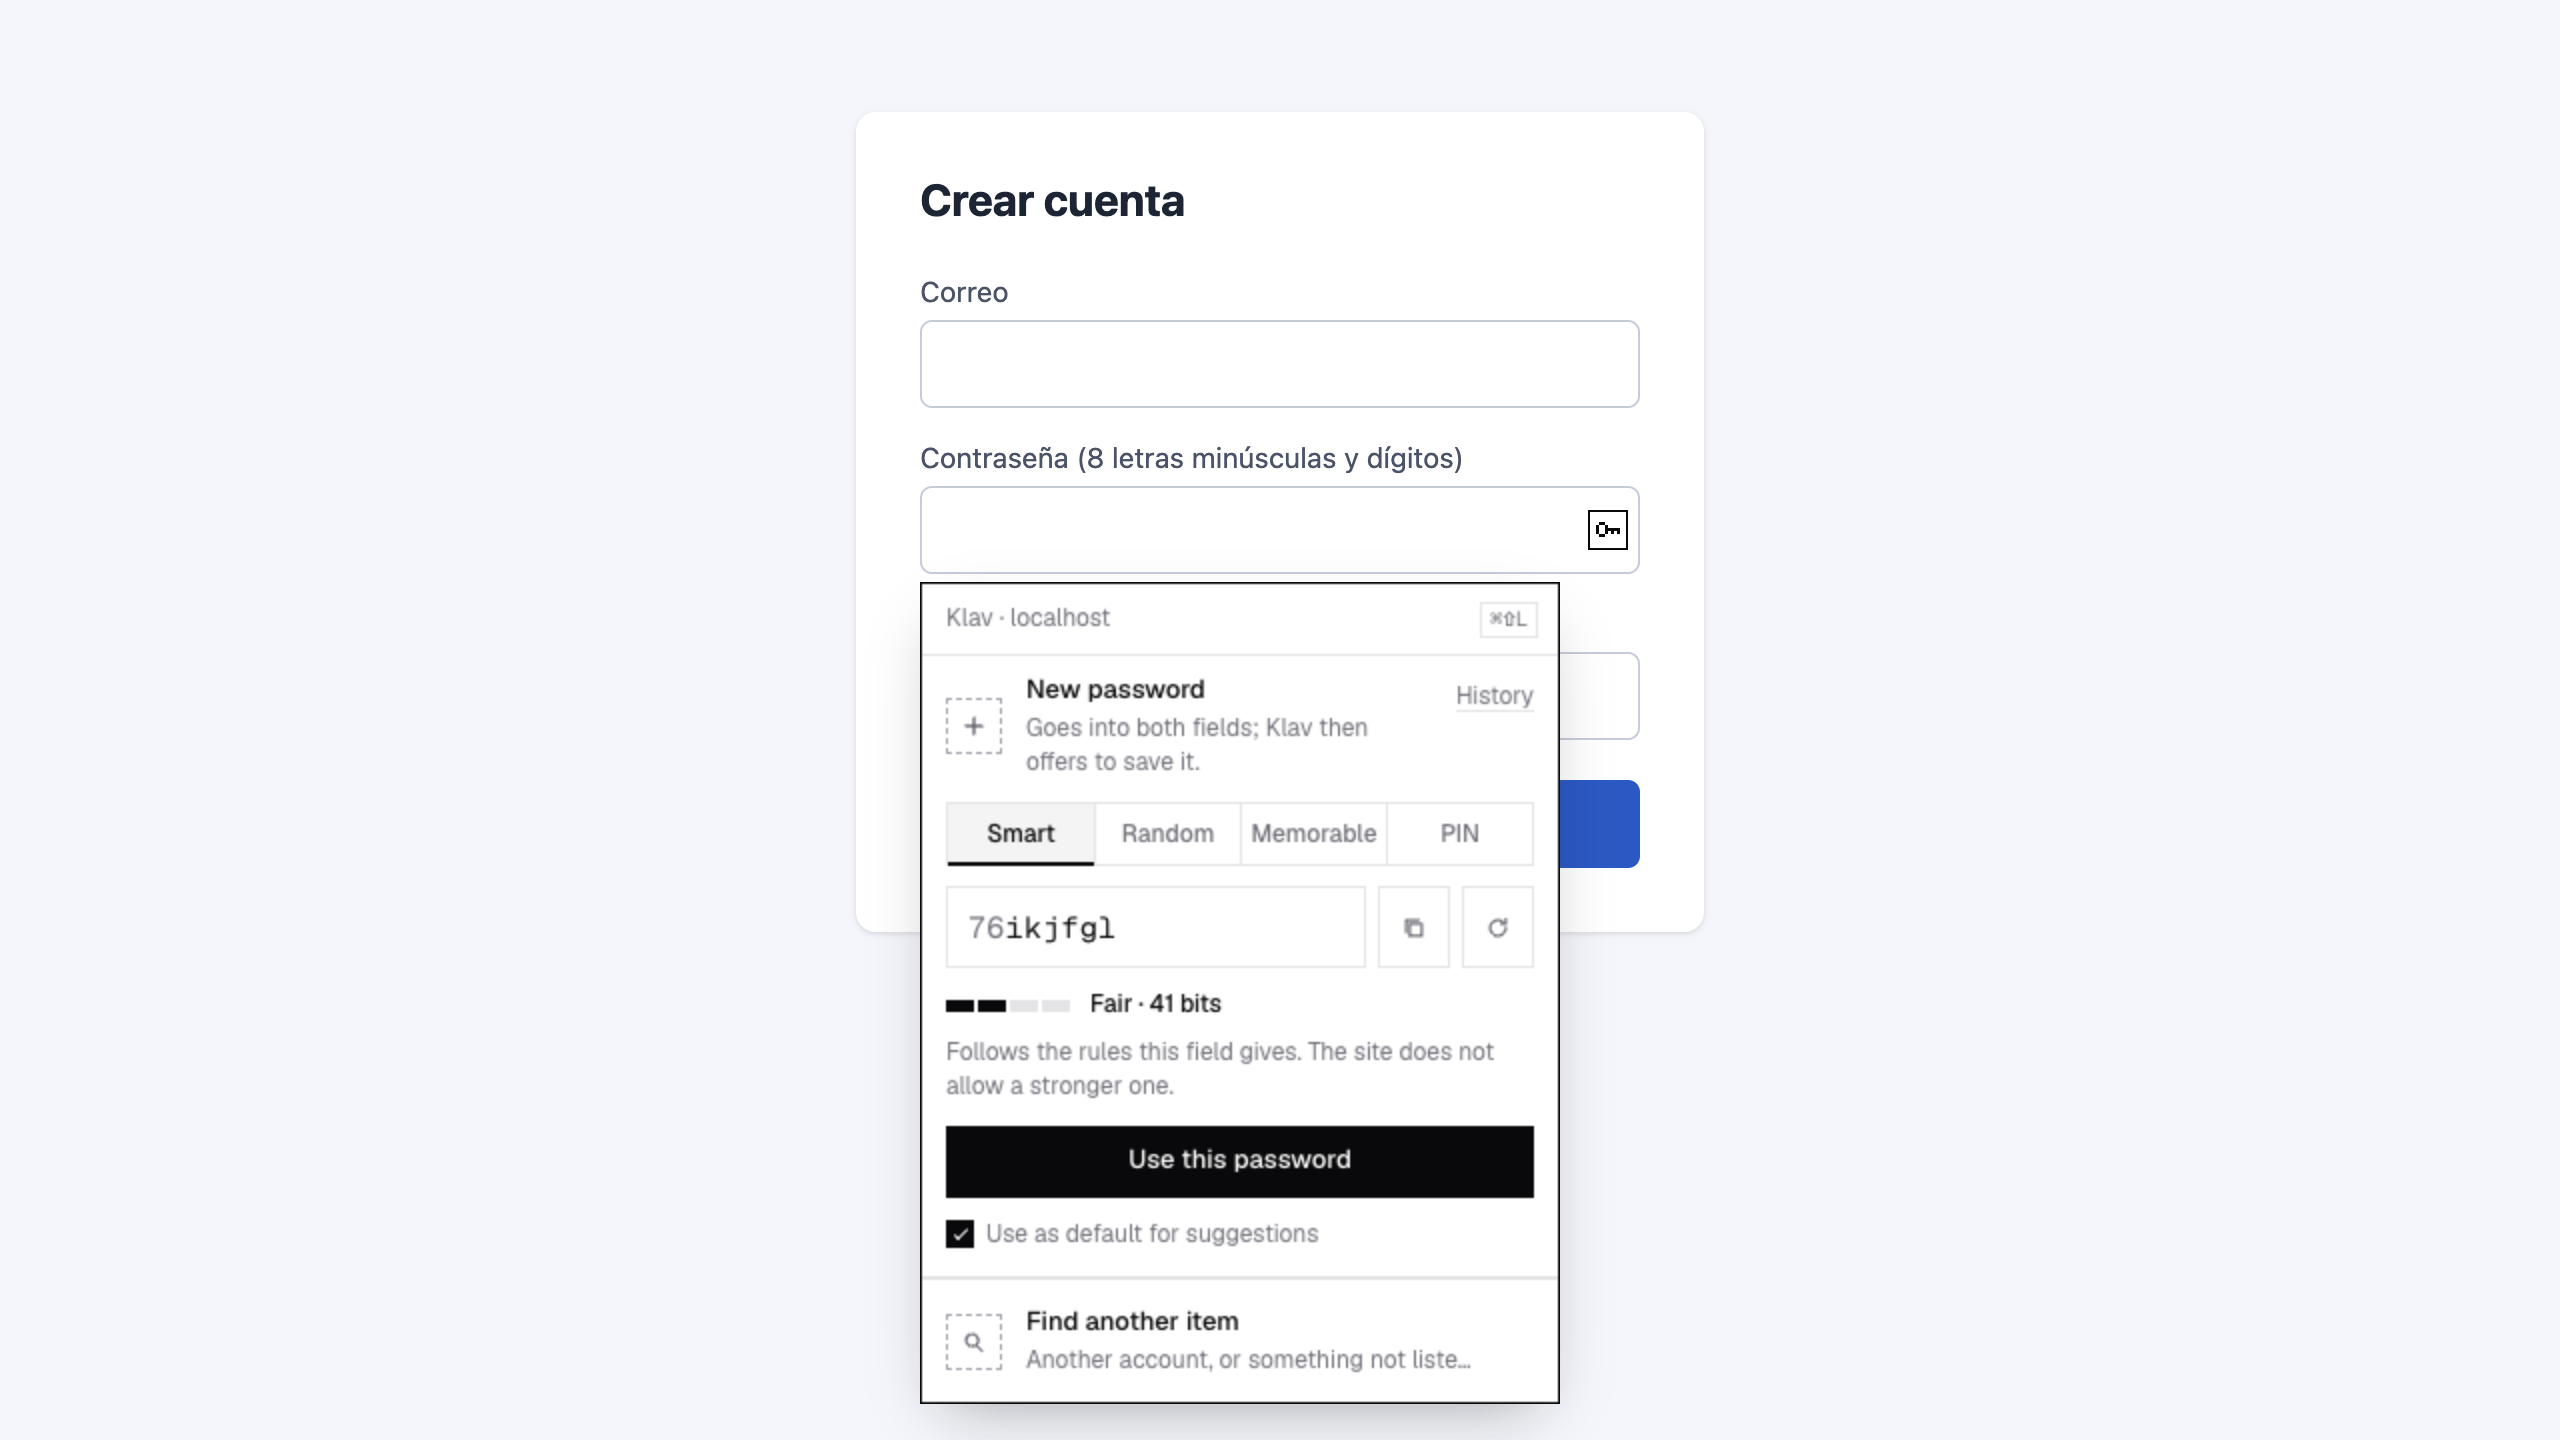 Crear cuenta
Correo
Contraseña (8 letras minúsculas y dígitos)
Klav · localhost
⌘⇧L
New password
History
Goes into both fields; Klav then
offers to save it.
Smart
Random
Memorable
PIN
76ikjfgl
Fair · 41 bits
Follows the rules this field gives. The site does not
allow a stronger one.
Use this password
Use as default for suggestions
Find another item
Another account, or something not liste…